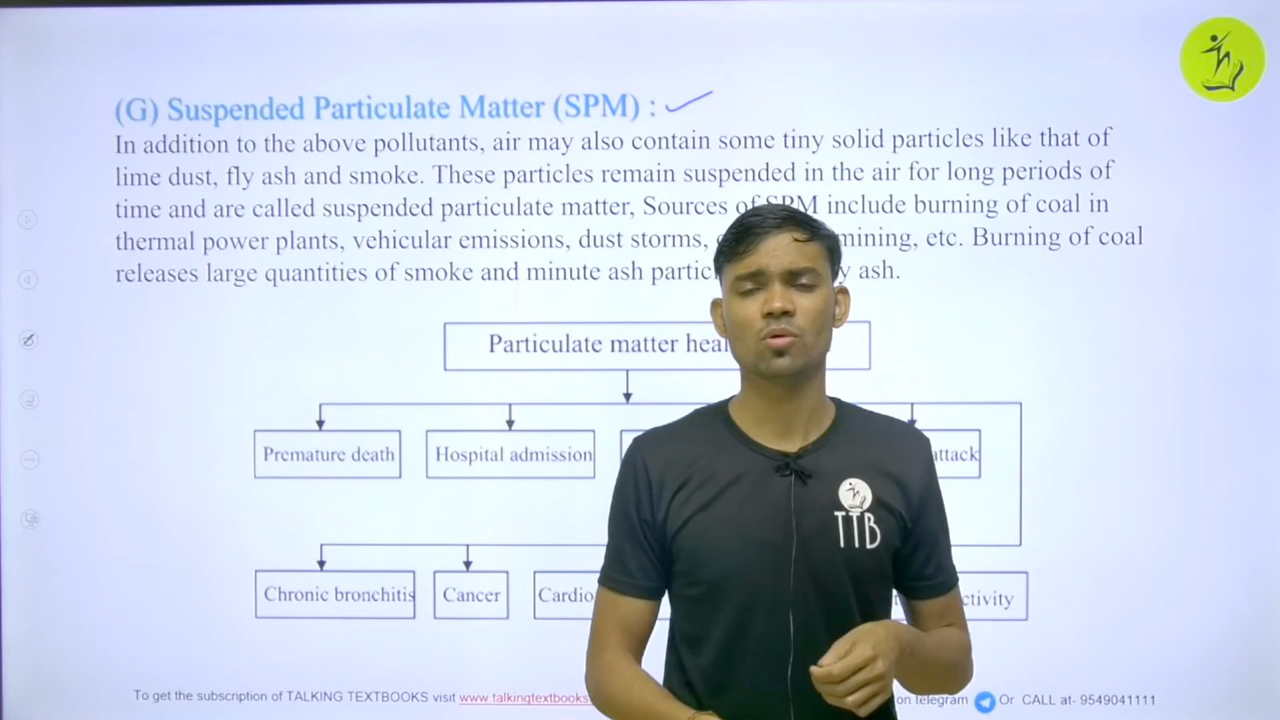 (G) Suspended Particulate Matter (SPM) :
In addition to the above pollutants, air may also contain some tiny solid particles like that of
lime dust, fly ash and smoke. These particles remain suspended in the air for long periods of
time and are called suspended particulate matter, Sources of SPM include burning of coal in
thermal power plants, vehicular emissions, dust storms, mining, etc. Burning of coal
releases large quantities of smoke and minute ash ash.
Particulate matter
Premature death
Hospital admission
attack
Chronic bronchitis
Cancer
Cardio
TTB
To get the subscription of TALKING TEXTBOOKS visit www.talkingtextbooks
on telegram Or CALL at- 9549041111